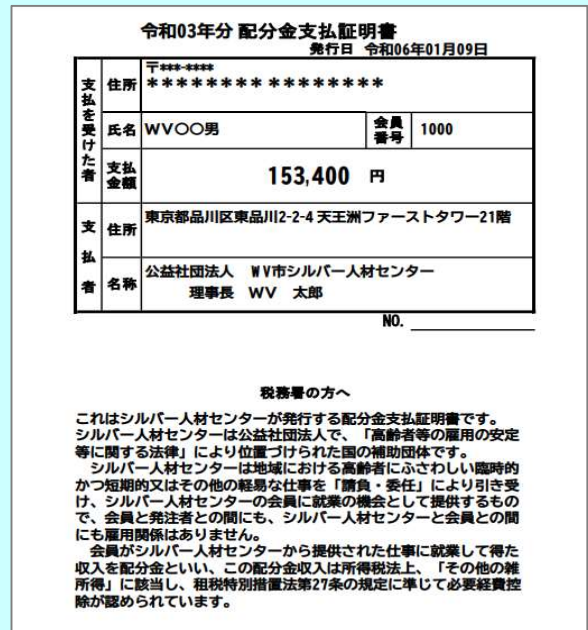 令和03年分 配分金支払証明書
発行日 令和06年01月09日
支払を受けた者
住所
〒***-****
******** ********
氏名
WV〇〇男
会員番号
1000
支払金額
153,400 円
支払者
住所
東京都品川区東品川2-2-4 天王洲ファーストタワー21階
名称
公益社団法人 WV市シルバー人材センター
理事長 WV 太郎
NO.
税務署の方へ
これはシルバー人材センターが発行する配分金支払証明書です。
シルバー人材センターは公益社団法人で、「高齢者等の雇用の安定
等に関する法律」により位置づけられた国の補助団体です。
シルバー人材センターは地域における高齢者にふさわしい臨時的
かつ短期的又はその他の軽易な仕事を「請負・委任」により引き受
け、シルバー人材センターの会員に就業の機会として提供するもの
で、会員と発注者との間にも、シルバー人材センターと会員との間
にも雇用関係はありません。
会員がシルバー人材センターから提供された仕事に就業して得た
収入を配分金といい、この配分金収入は所得税法上、「その他の雑
所得」に該当し、租税特別措置法第27条の規定に準じて必要経費控
除が認められています。